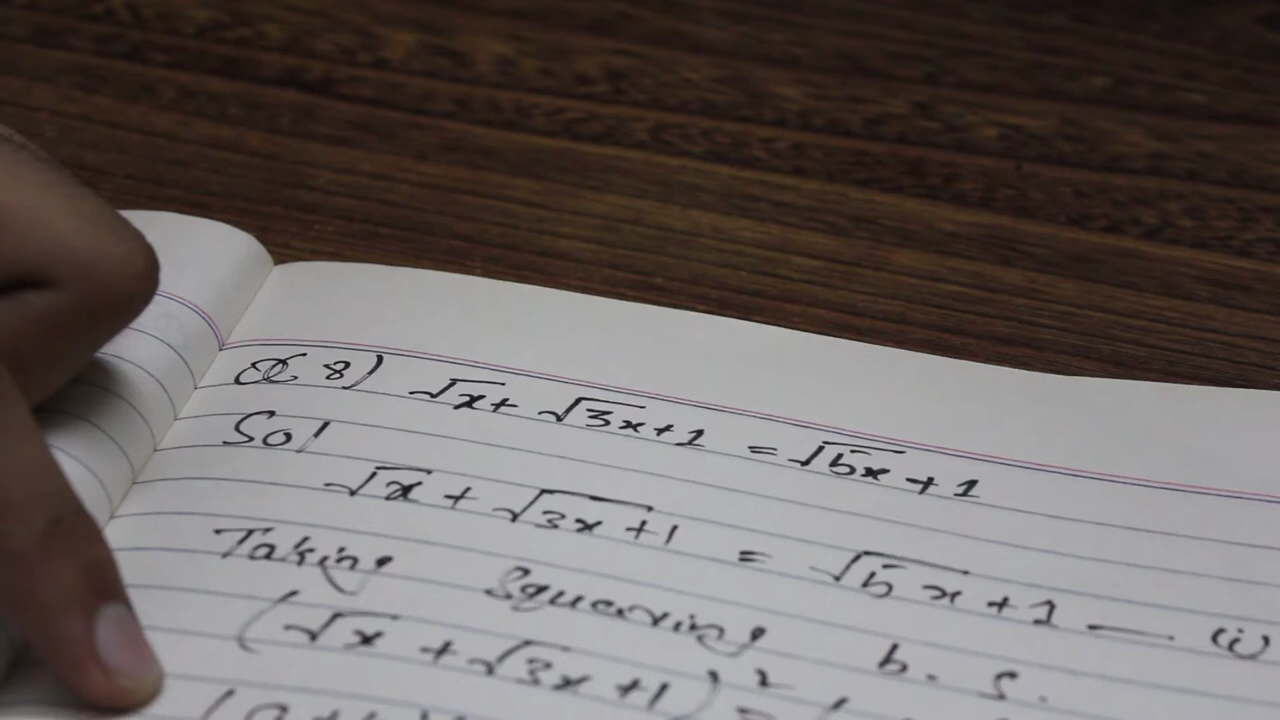 Q. 8) √x + √3x+1 = √5x + 1
Sol
√x + √3x+1 = √5x+1 — (i)
Taking Squaring b. s.
(√x + √3x+1)² = (